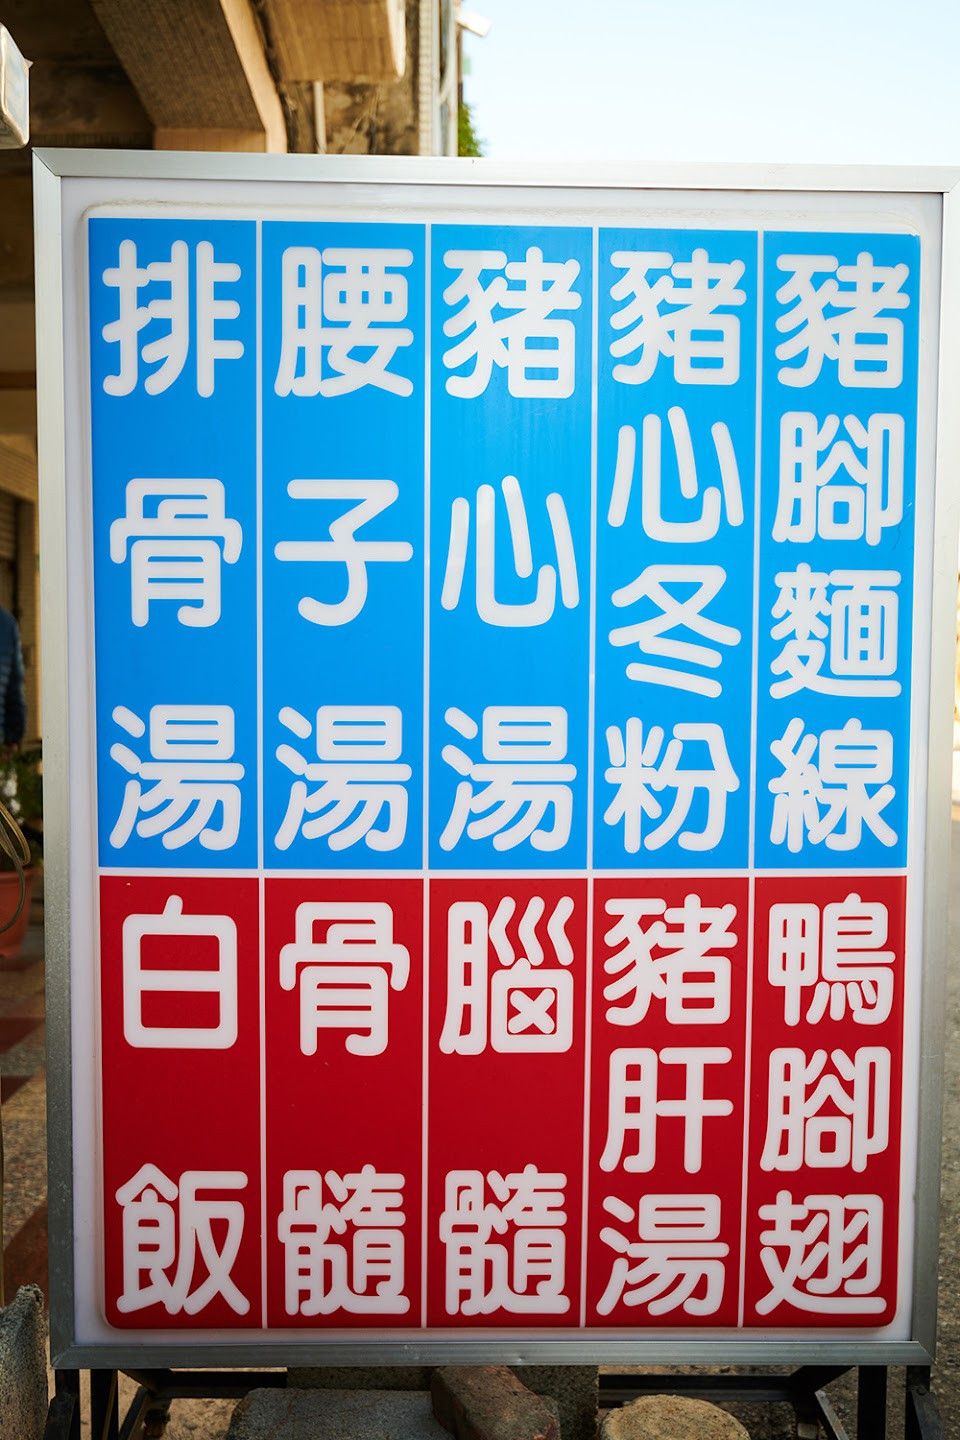 豬腳麵線
豬心冬粉
豬心湯
腰子湯
排骨湯
鴨腳翅
豬肝湯
腦髓
骨髓
白飯